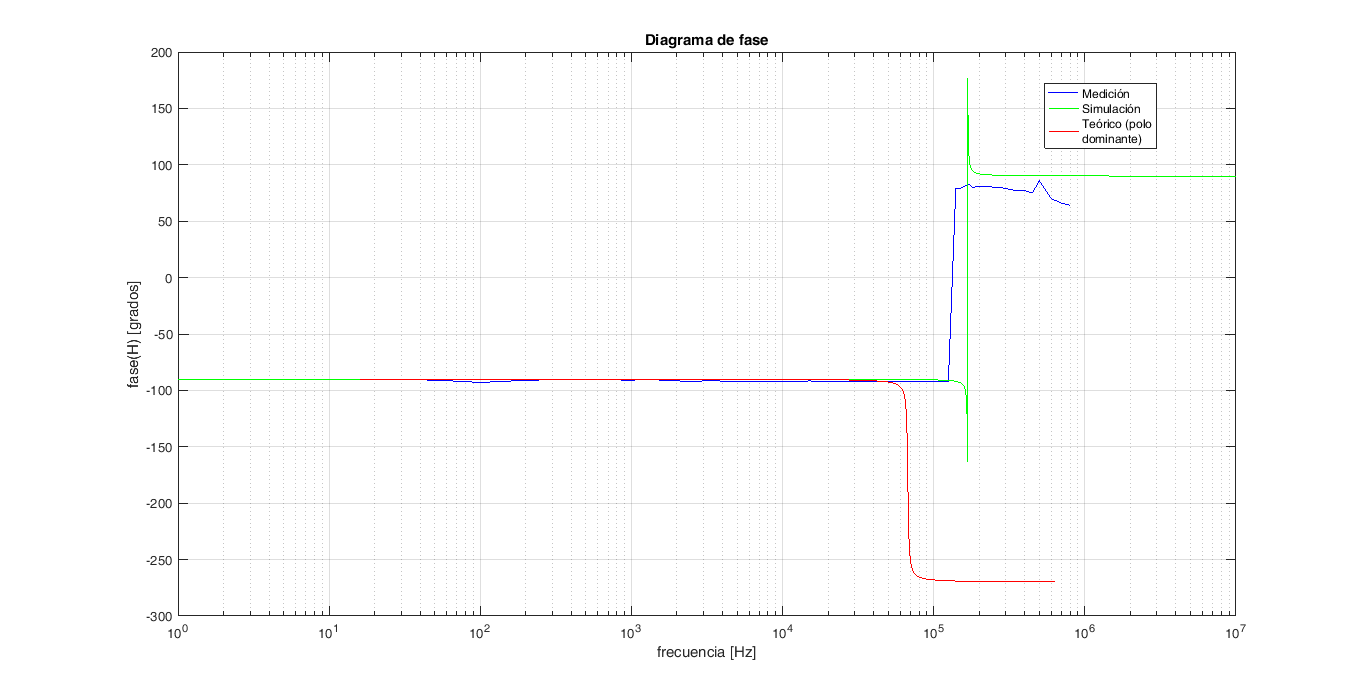 Diagrama de fase
200
150
100
50
0
-50
-100
-150
-200
-250
-300
fase(H) [grados]
Medición
Simulación
Teórico (polo
dominante)
10^0 10^1 10^2 10^3 10^4 10^5 10^6 10^7
frecuencia [Hz]